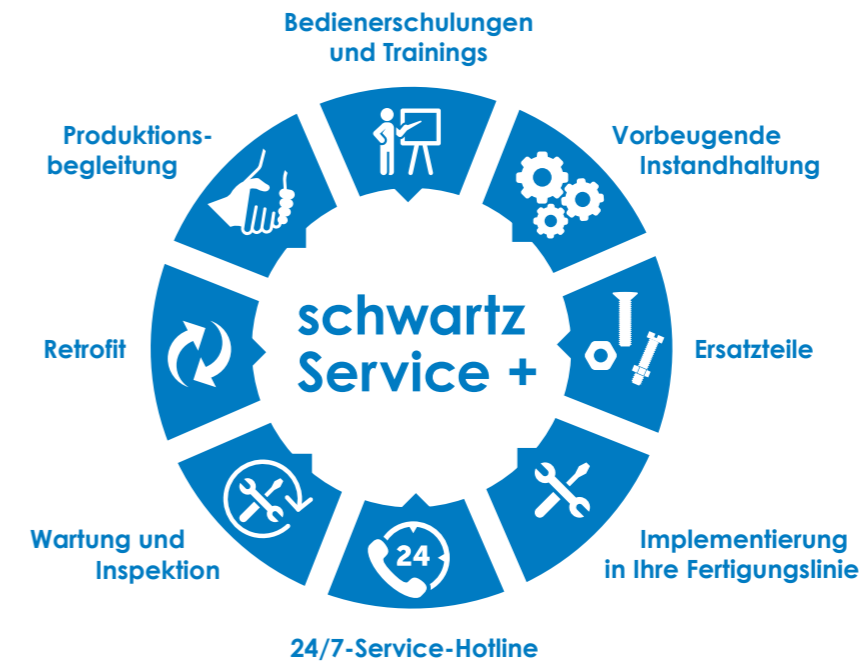 Bedienerschulungen
und Trainings
Vorbeugende
Instandhaltung
Ersatzteile
Implementierung
in Ihre Fertigungslinie
24/7-Service-Hotline
24
Wartung und
Inspektion
Retrofit
Produktions-
begleitung
schwartz
Service +